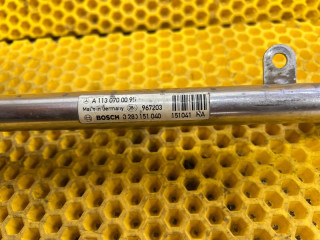 A 113 070 00 95
Made in Germany 967203
BOSCH 0 280 151 040 151041 NA